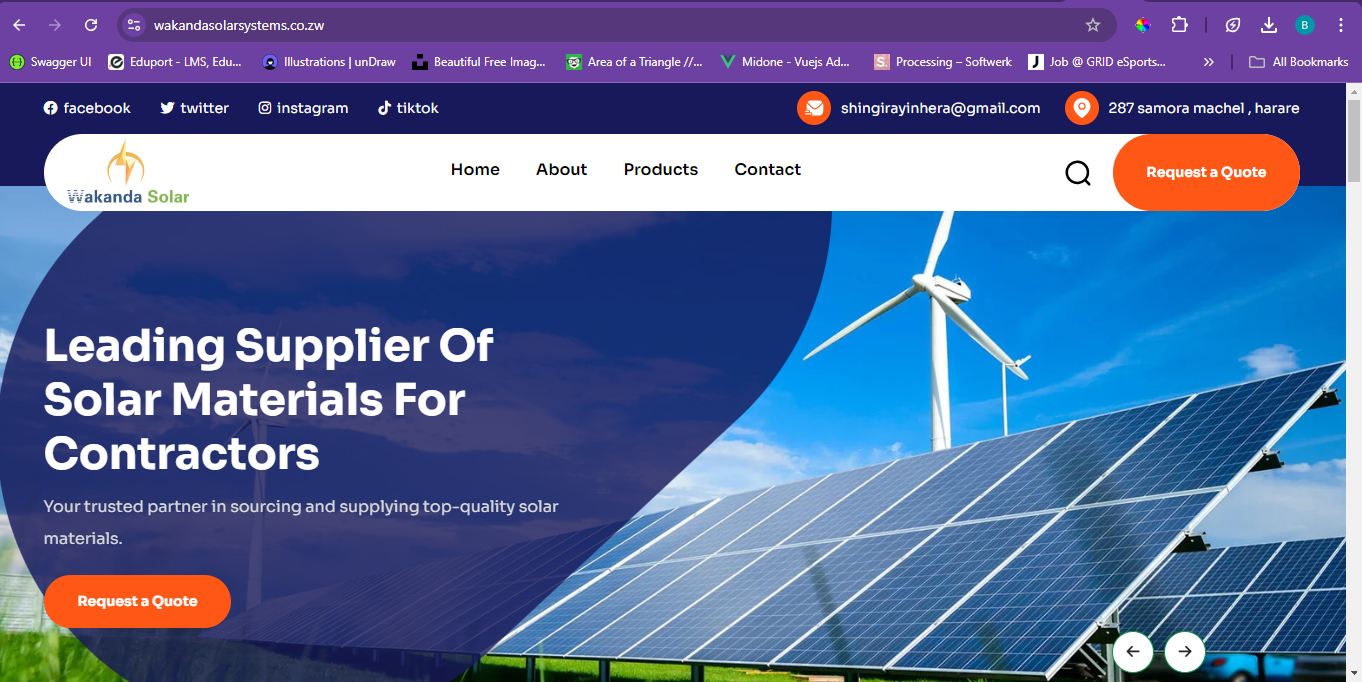 wakandasolarsystems.co.zw
B
Swagger UI
Eduport - LMS, Edu...
Illustrations | unDraw
Beautiful Free Imag...
Area of a Triangle //...
Midone - Vuejs Ad...
S.
Processing – Softwerk
J
Job @ GRID eSports...
All Bookmarks
facebook
twitter
instagram
tiktok
shingirayinhera@gmail.com
287 samora machel , harare
Wakanda Solar
Home
About
Products
Contact
Request a Quote
Leading Supplier Of
Solar Materials For
Contractors
Your trusted partner in sourcing and supplying top-quality solar
materials.
Request a Quote